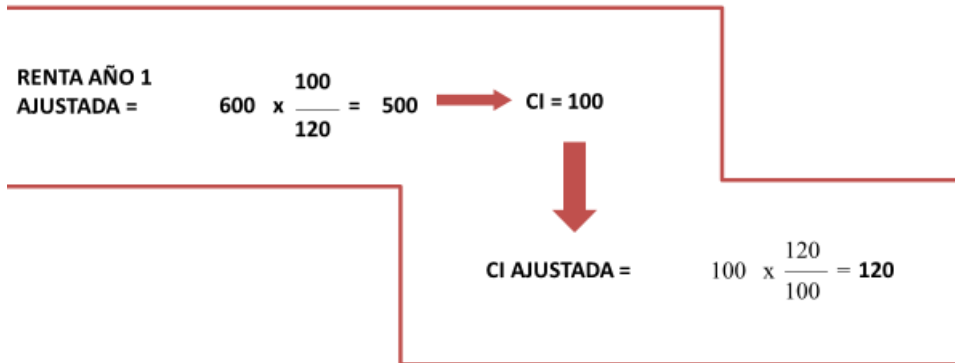 RENTA AÑO 1
AJUSTADA = 600 x 100/120 = 500 CI = 100
CI AJUSTADA = 100 x 120/100 = 120